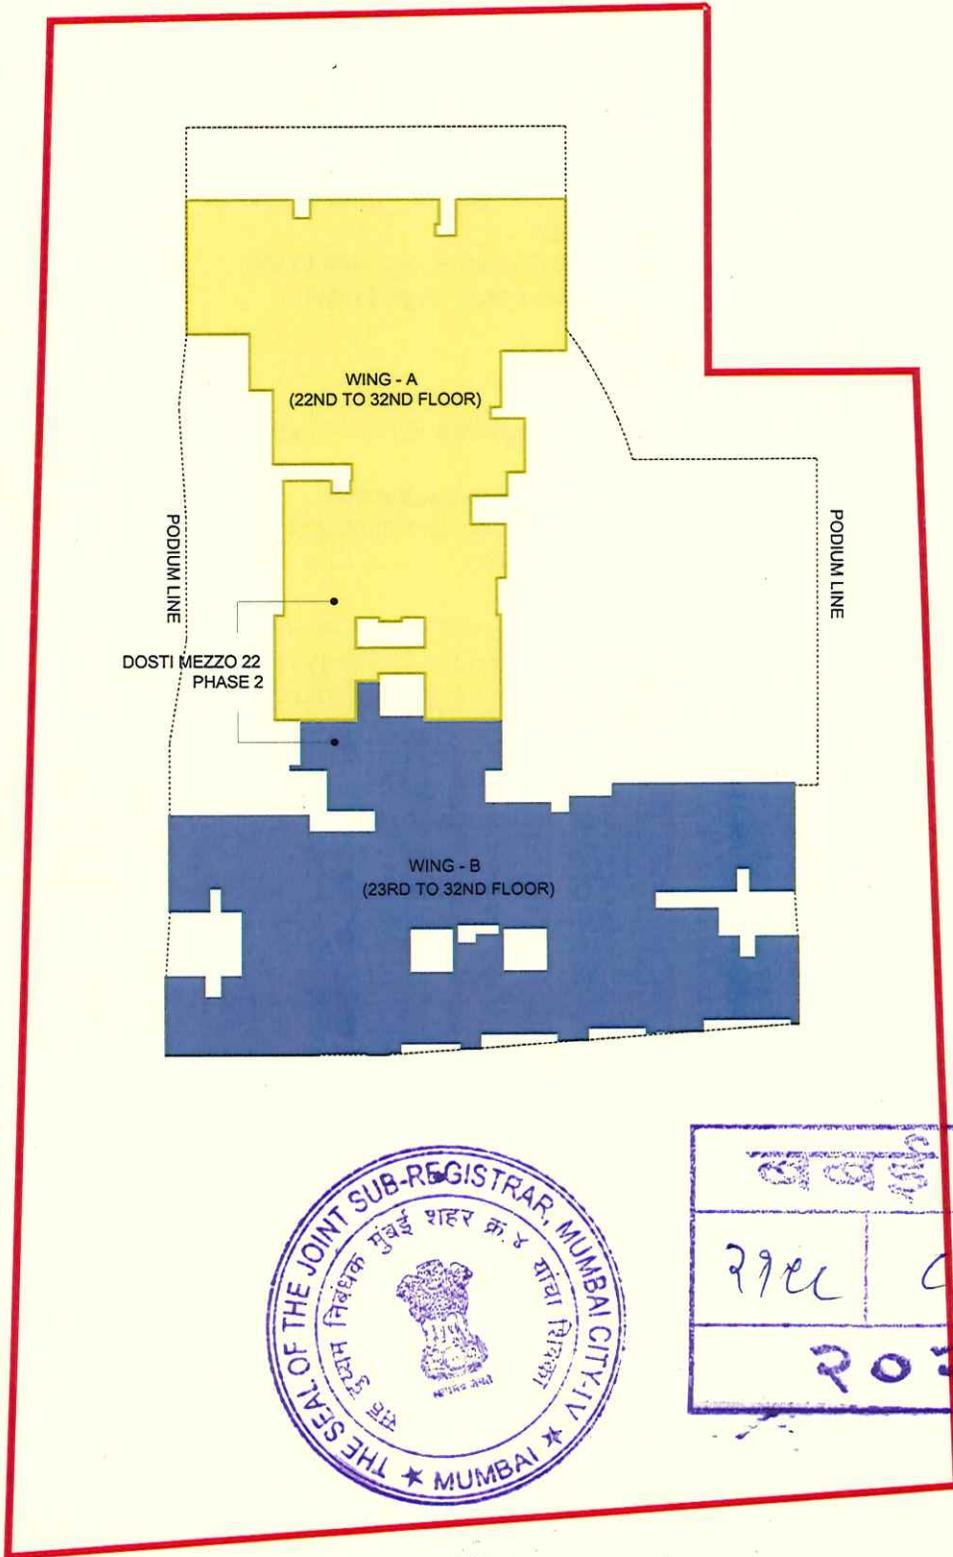 WING - A
(22ND TO 32ND FLOOR)
PODIUM LINE
PODIUM LINE
DOSTI MEZZO 22
PHASE 2
WING - B
(23RD TO 32ND FLOOR)
THE SEAL OF THE JOINT SUB-REGISTRAR, MUMBAI CITY-IV ★ MUMBAI ★
सह दुय्यम निबंधक मुंबई शहर क्र. ४ यांचा शिक्का
बबई